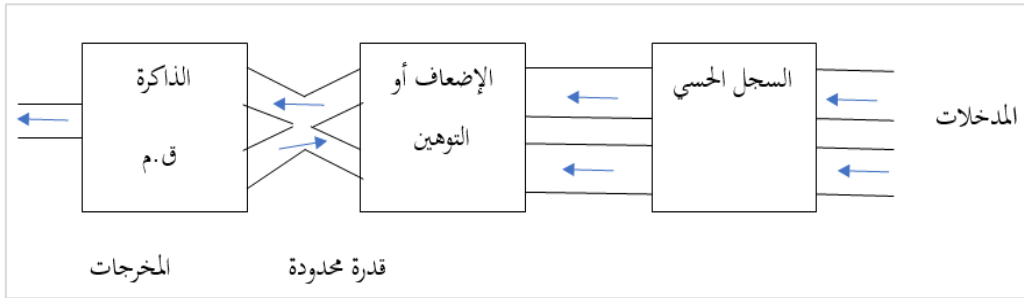 المدخلات
السجل الحسي
الإضعاف أو
التوهين
الذاكرة
ق.م
قدرة محدودة
المخرجات